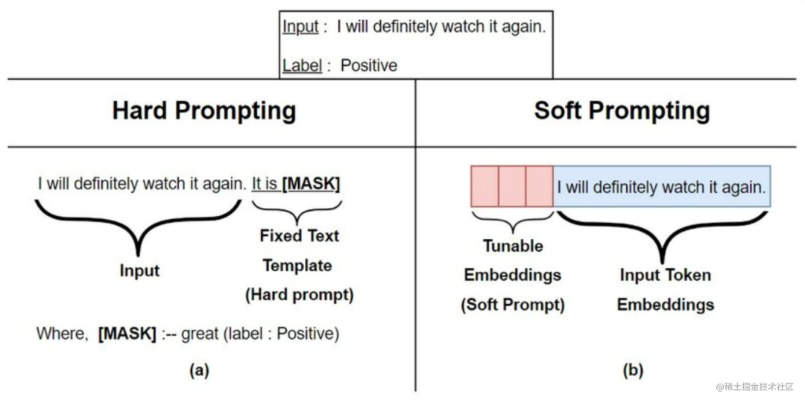 Input : I will definitely watch it again.
Label : Positive
Hard Prompting
Soft Prompting
I will definitely watch it again. It is [MASK]
Input
Fixed Text
Template
(Hard prompt)
Where, [MASK] :-- great (label : Positive)
(a)
I will definitely watch it again.
Tunable
Embeddings
(Soft Prompt)
Input Token
Embeddings
(b)
@稀土掘金技术社区